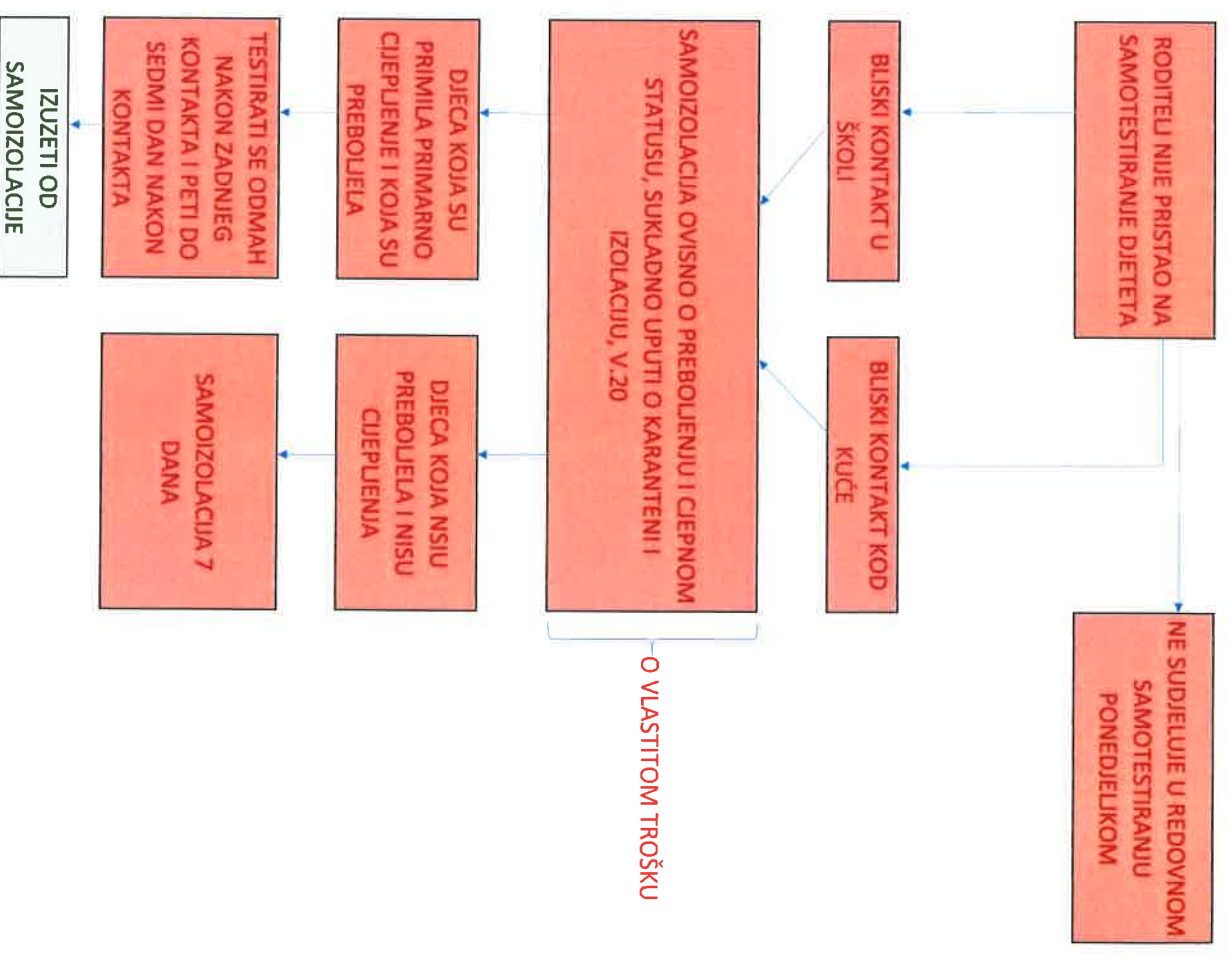 RODITELJ NIJE PRISTAO NA
SAMOTESTIRANJE DJETETA
NE SUDJELUJE U REDOVNOM
SAMOTESTIRANJU
PONEDJELJKOM
BLISKI KONTAKT U
ŠKOLI
BLISKI KONTAKT KOD
KUĆE
SAMOIZOLACIJA OVISNO O PREBOLJENJU I CJEPNOM
STATUSU, SUKLADNO UPUTI O KARANTENI I
IZOLACIJU, V.20
O VLASTITOM TROŠKU
DJECA KOJA SU
PRIMILA PRIMARNO
CIJEPLJENJE I KOJA SU
PREBOLJELA
DJECA KOJA NSIU
PREBOLJELA I NISU
CIJEPLJENJA
TESTIRATI SE ODMAH
NAKON ZADNJEG
KONTAKTA I PETI DO
SEDMI DAN NAKON
KONTAKTA
SAMOIZOLACIJA 7
DANA
IZUZETI OD
SAMOIZOLACIJE